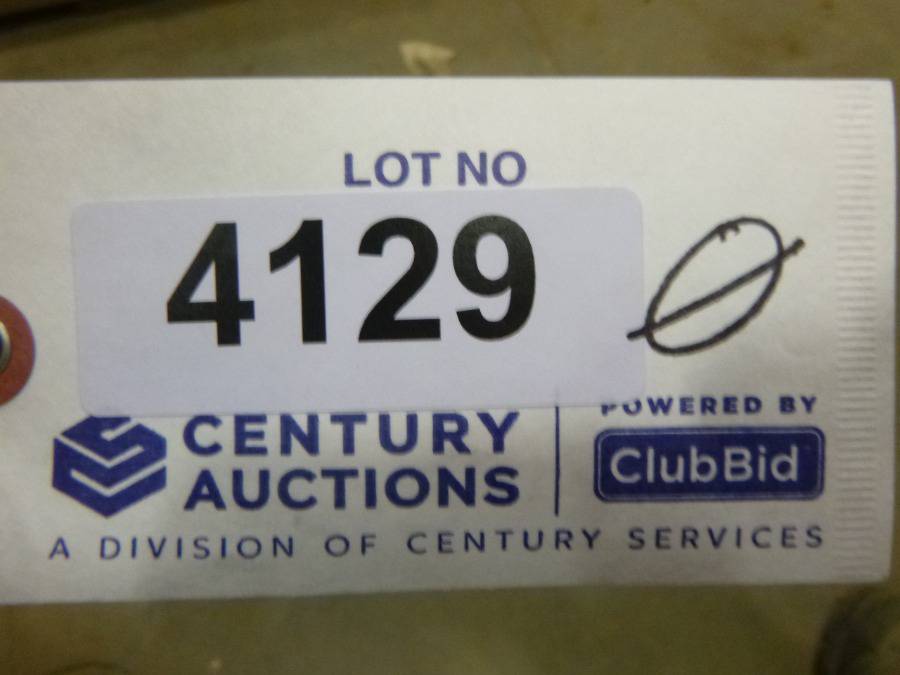 LOT NO
4129 Ø
CENTURY
AUCTIONS
POWERED BY
ClubBid
A DIVISION OF CENTURY SERVICES